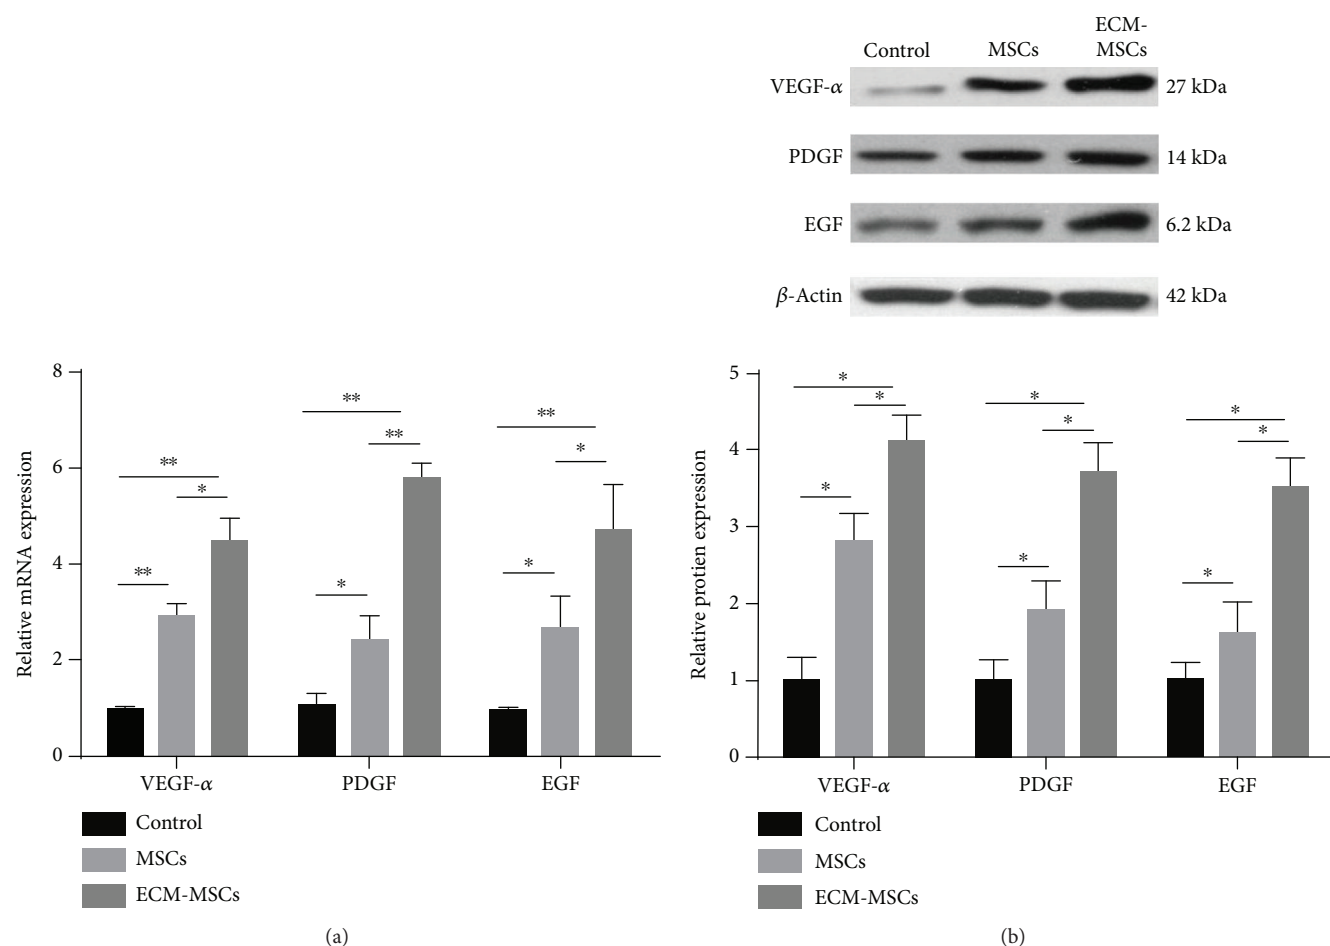 Control MSCs ECM-
MSCs
VEGF-α 27 kDa
PDGF 14 kDa
EGF 6.2 kDa
β-Actin 42 kDa
Relative mRNA expression
8
6
4
2
0
**
*
**
**
**
*
**
*
*
VEGF-α PDGF EGF
Control
MSCs
ECM-MSCs
(a)
Relative protien expression
5
4
3
2
1
0
*
*
*
*
*
*
*
*
*
VEGF-α PDGF EGF
Control
MSCs
ECM-MSCs
(b)